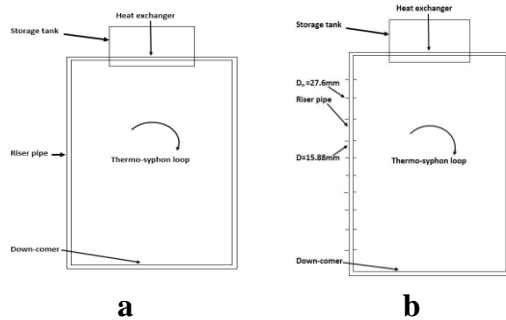 Heat exchanger
Storage tank
Riser pipe
Thermo-syphon loop
Down-comer
a
Heat exchanger
Storage tank
Dₒ=27.6mm
Riser pipe
D=15.88mm
Thermo-syphon loop
Down-comer
b